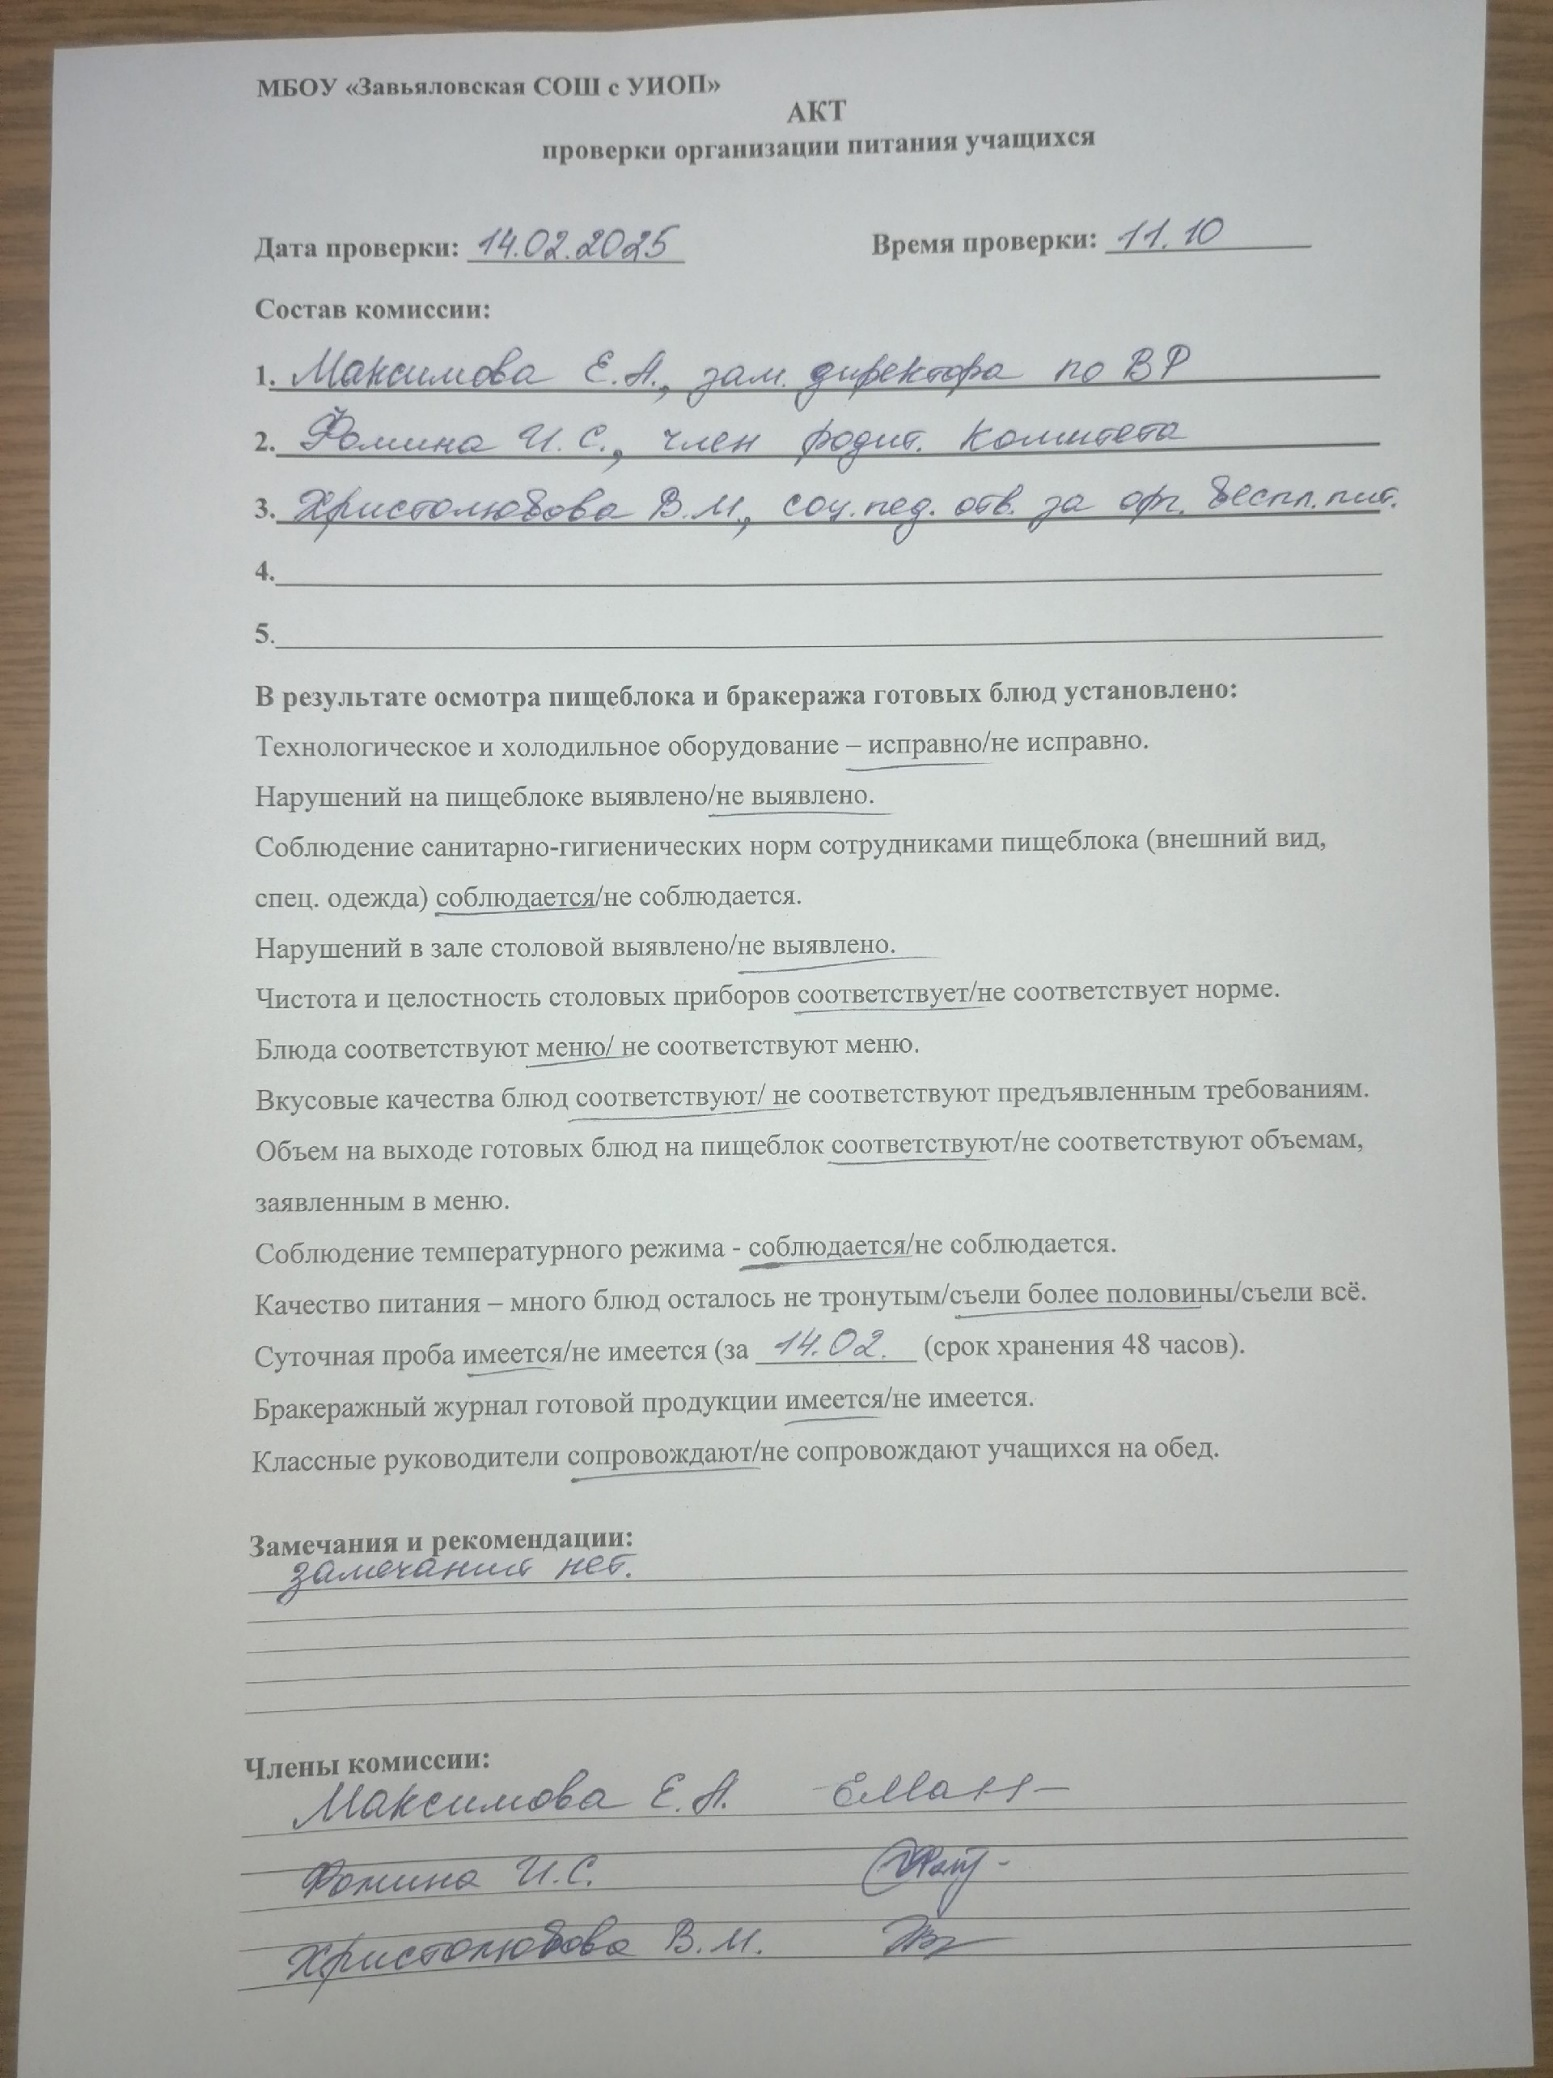 МБОУ «Завьяловская СОШ с УИОП»
АКТ
проверки организации питания учащихся
Дата проверки: 14.02.2025 Время проверки: 11.10
Состав комиссии:
1. Максимова Е.А., зам. директора по ВР
2. Фомина И.С., член родит. комитета
3. Христолюбова В.М., соц.пед. отв. за орг. беспл.пит.
4.
5.
В результате осмотра пищеблока и бракеража готовых блюд установлено:
Технологическое и холодильное оборудование – исправно/не исправно.
Нарушений на пищеблоке выявлено/не выявлено.
Соблюдение санитарно-гигиенических норм сотрудниками пищеблока (внешний вид,
спец. одежда) соблюдается/не соблюдается.
Нарушений в зале столовой выявлено/не выявлено.
Чистота и целостность столовых приборов соответствует/не соответствует норме.
Блюда соответствуют меню/ не соответствуют меню.
Вкусовые качества блюд соответствуют/ не соответствуют предъявленным требованиям.
Объем на выходе готовых блюд на пищеблок соответствуют/не соответствуют объемам,
заявленным в меню.
Соблюдение температурного режима - соблюдается/не соблюдается.
Качество питания – много блюд осталось не тронутым/съели более половины/съели всё.
Суточная проба имеется/не имеется (за 14.02. (срок хранения 48 часов).
Бракеражный журнал готовой продукции имеется/не имеется.
Классные руководители сопровождают/не сопровождают учащихся на обед.
Замечания и рекомендации:
замечаний нет.
Члены комиссии:
Максимова Е.А.
Фомина И.С.
Христолюбова В.М.